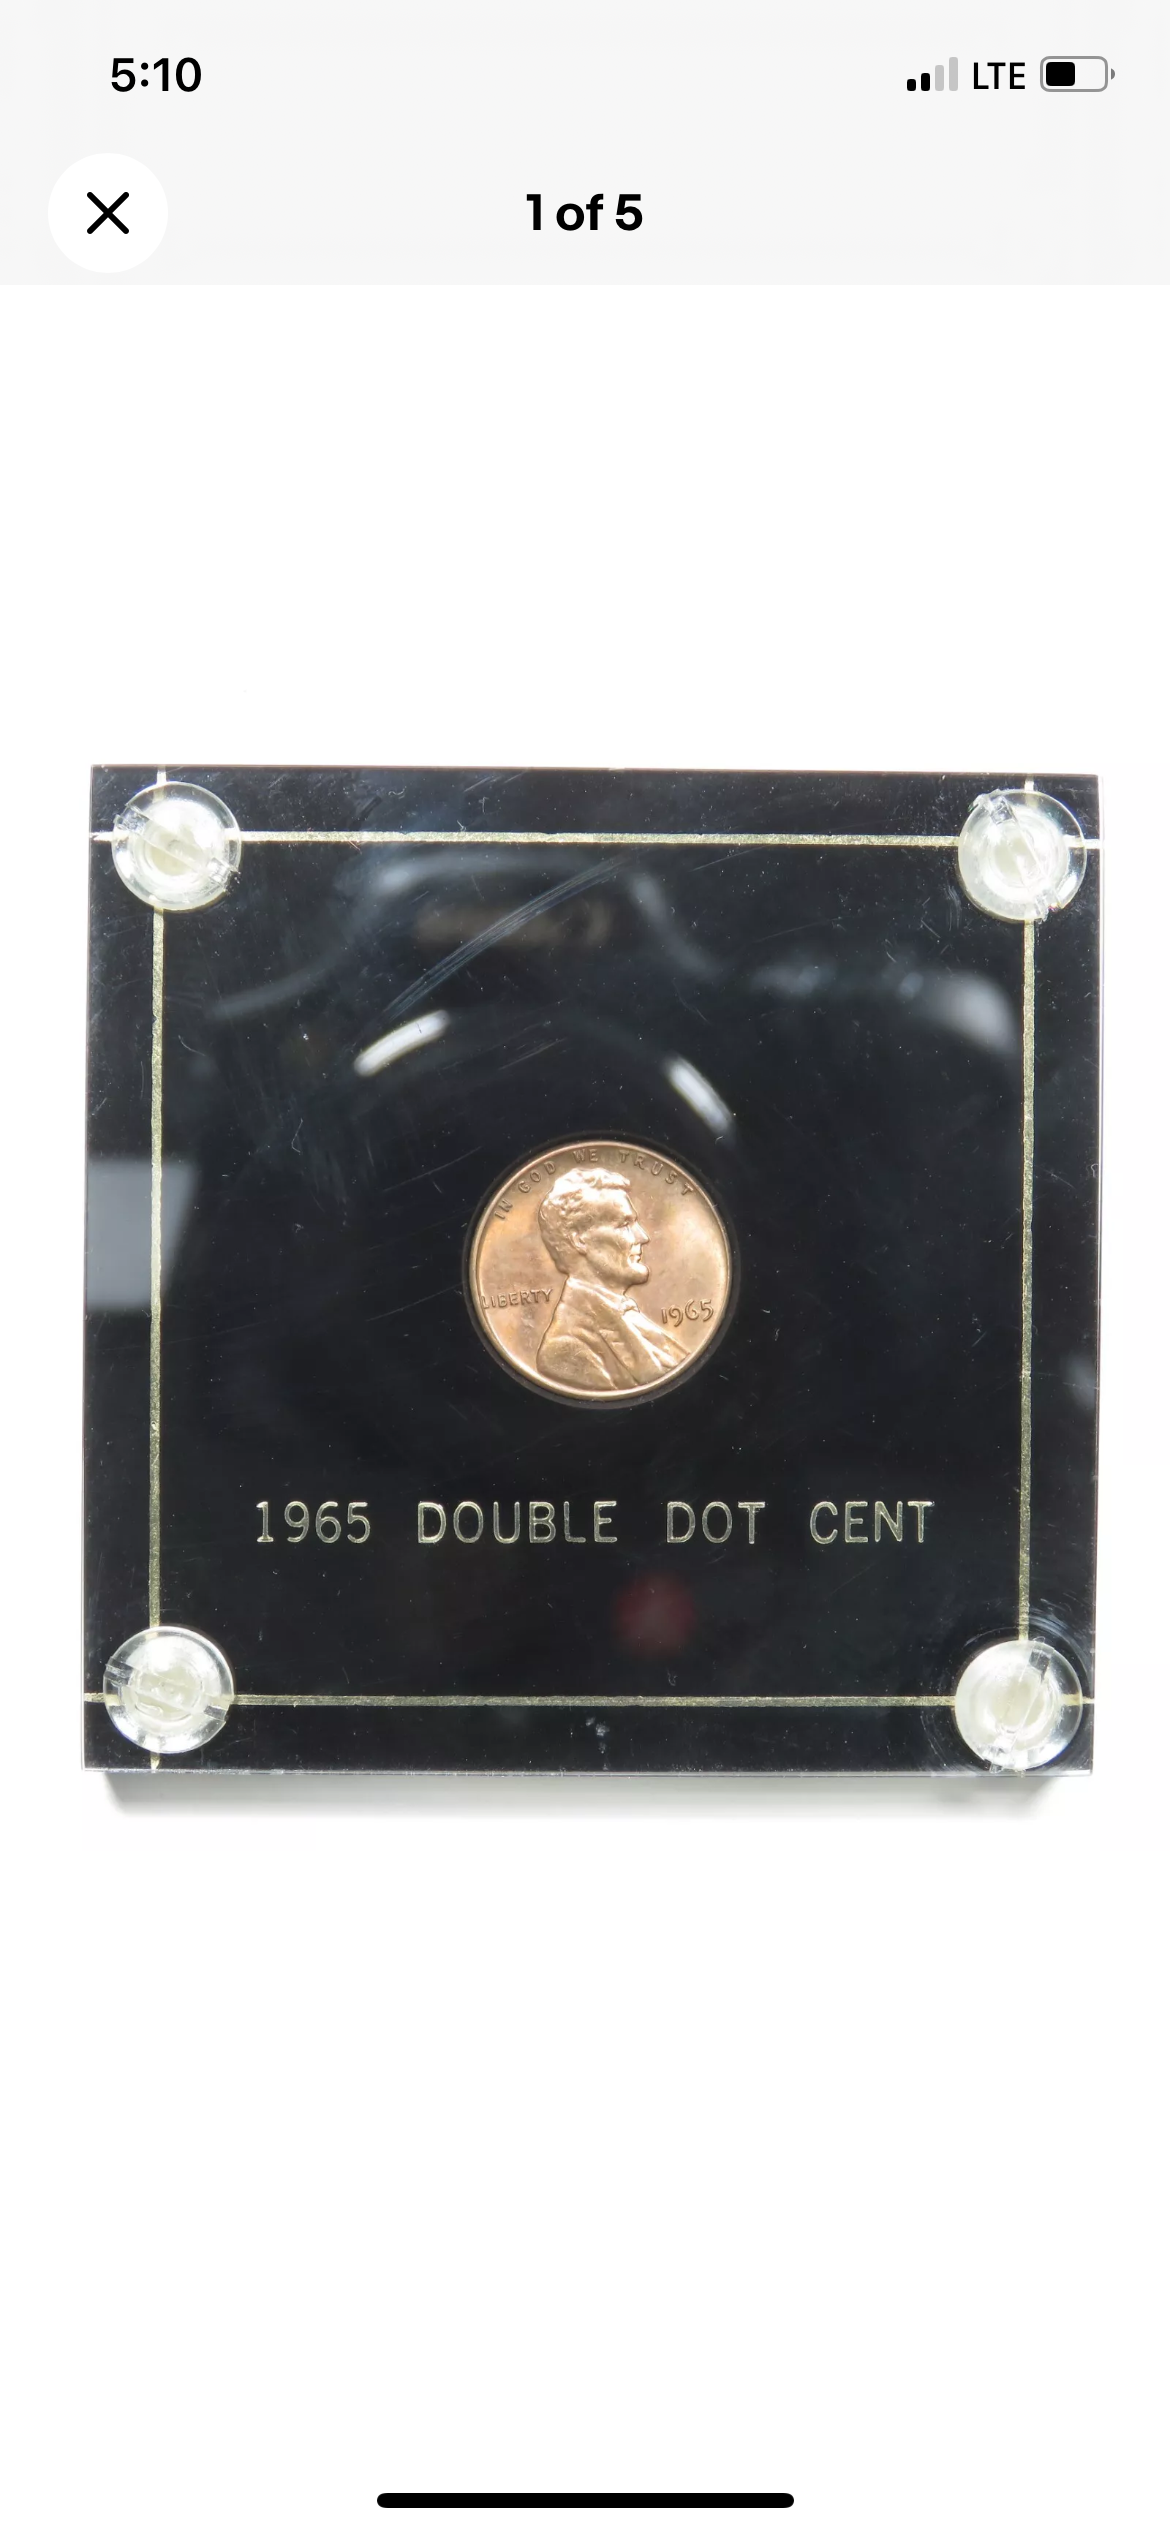 5:10 LTE
1 of 5
IN GOD WE TRUST
LIBERTY
1965
1965 DOUBLE DOT CENT